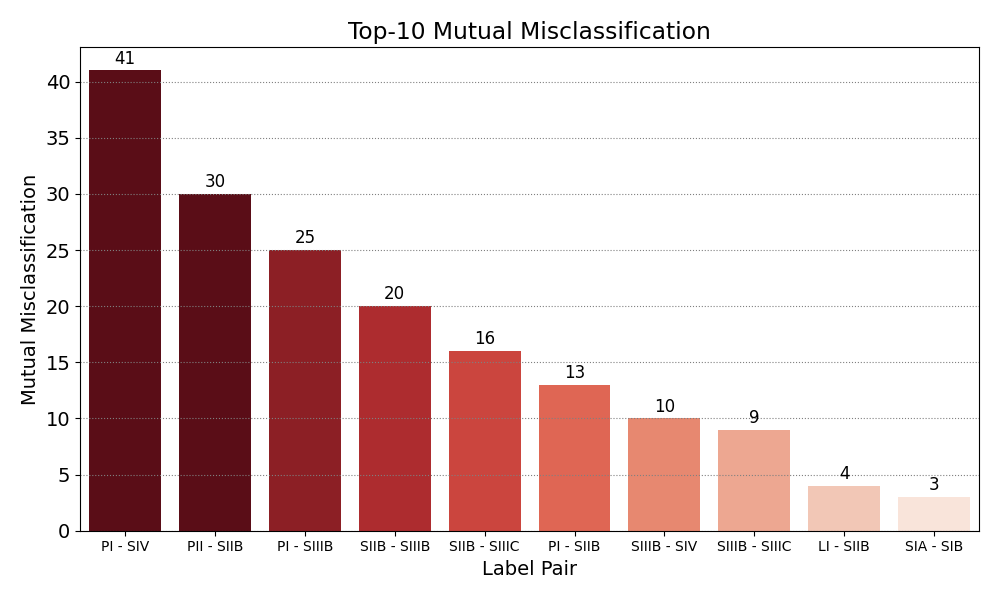 Top-10 Mutual Misclassification
Mutual Misclassification
40
35
30
25
20
15
10
5
0
41
30
25
20
16
13
10
9
4
3
PI - SIV
PII - SIIB
PI - SIIIB
SIIB - SIIIB
SIIB - SIIIC
PI - SIIB
SIIIB - SIV
SIIIB - SIIIC
LI - SIIB
SIA - SIB
Label Pair